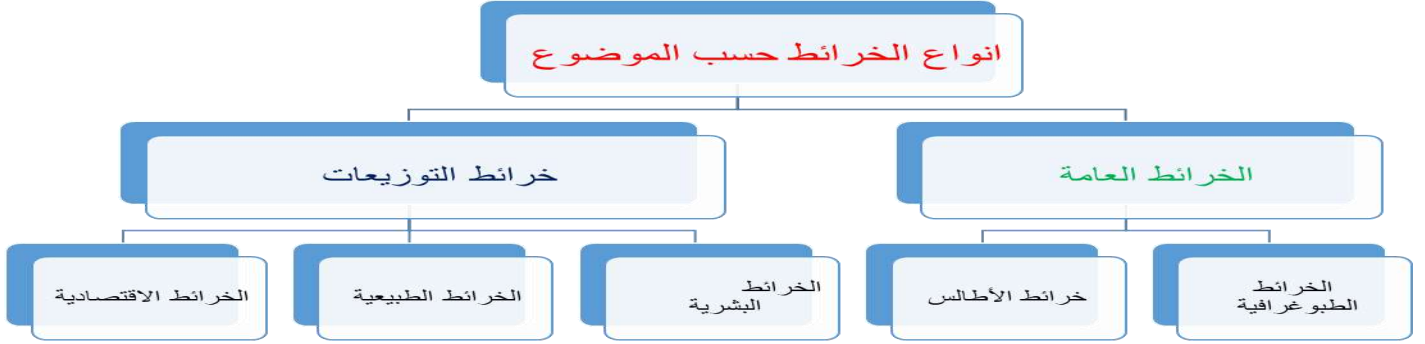 انواع الخرائط حسب الموضوع
الخرائط العامة
خرائط التوزيعات
الخرائط
الطبوغرافية
خرائط الأطالس
الخرائط
البشرية
الخرائط الطبيعية
الخرائط الاقتصادية